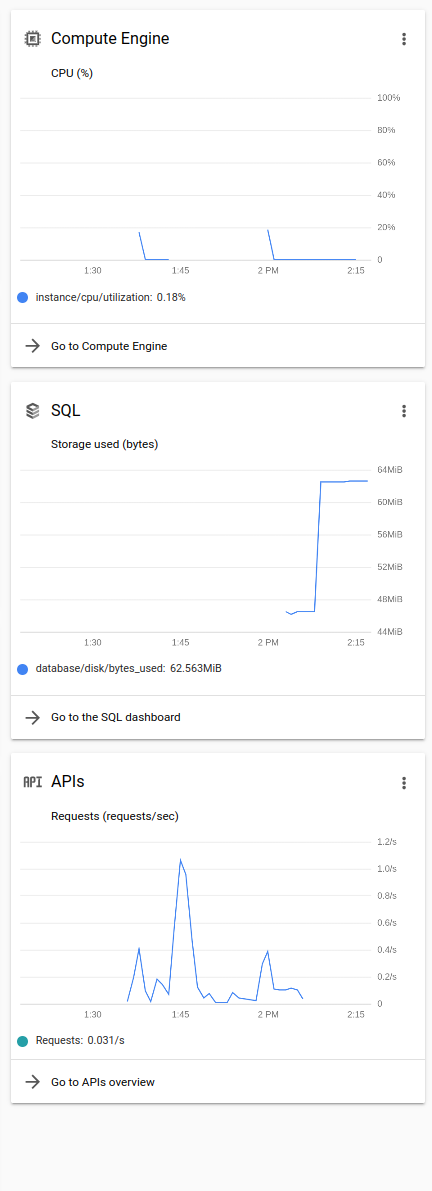 Compute Engine
CPU (%)
100%
80%
60%
40%
20%
0
1:30 1:45 2 PM 2:15
instance/cpu/utilization: 0.18%
Go to Compute Engine
SQL
Storage used (bytes)
64MiB
60MiB
56MiB
52MiB
48MiB
44MiB
1:30 1:45 2 PM 2:15
database/disk/bytes_used: 62.563MiB
Go to the SQL dashboard
API APIs
Requests (requests/sec)
1.2/s
1.0/s
0.8/s
0.6/s
0.4/s
0.2/s
0
1:30 1:45 2 PM 2:15
Requests: 0.031/s
Go to APIs overview